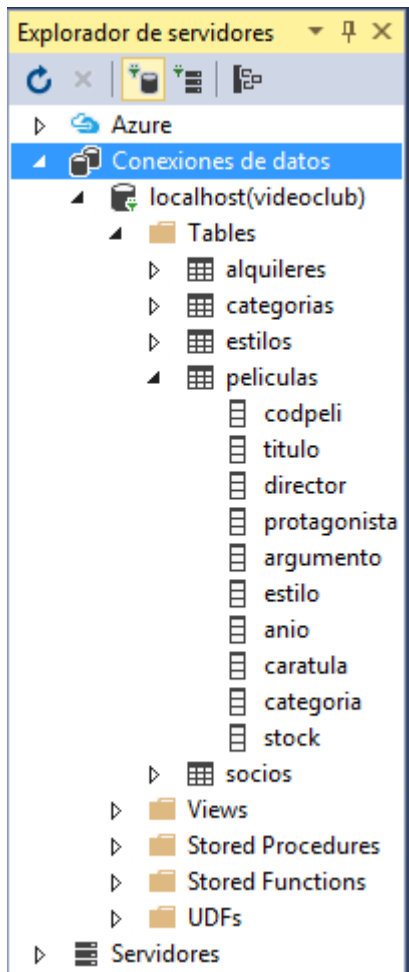 Explorador de servidores
Azure
Conexiones de datos
localhost(videoclub)
Tables
alquileres
categorias
estilos
peliculas
codpeli
titulo
director
protagonista
argumento
estilo
anio
caratula
categoria
stock
socios
Views
Stored Procedures
Stored Functions
UDFs
Servidores